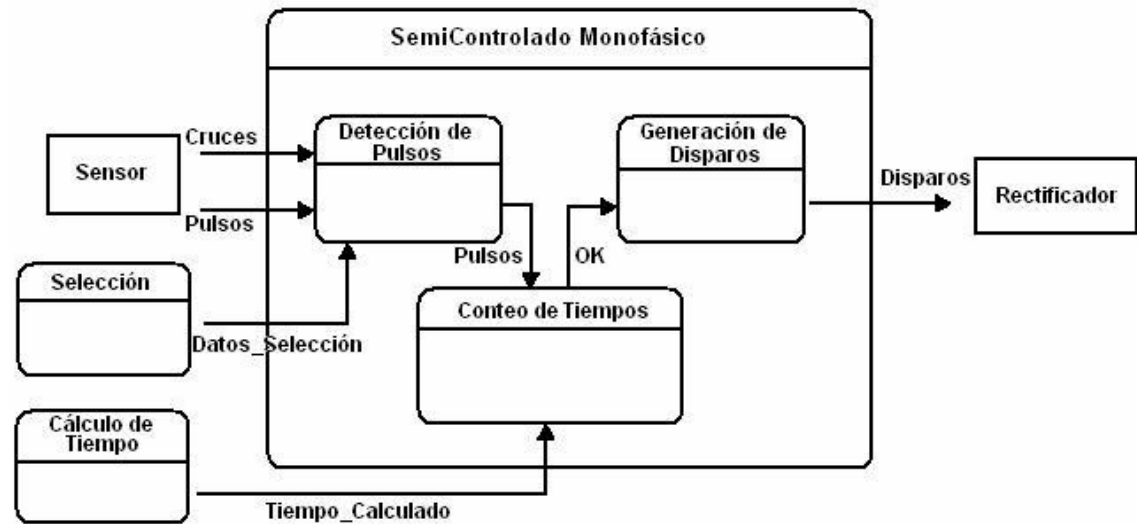 SemiControlado Monofásico
Cruces
Detección de
Pulsos
Generación de
Disparos
Sensor
Disparos
Rectificador
Pulsos
Pulsos
OK
Selección
Conteo de Tiempos
Datos_Selección
Cálculo de
Tiempo
Tiempo_Calculado